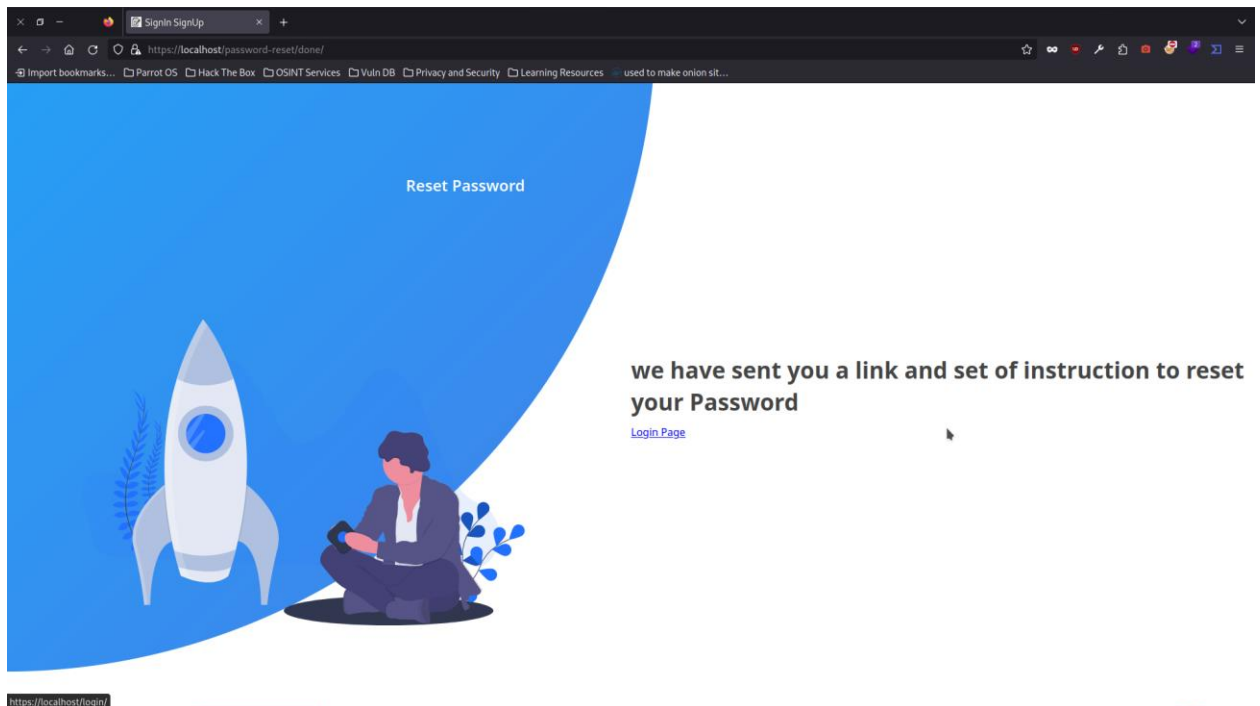 SignIn SignUp
https://localhost/password-reset/done/
Import bookmarks... Parrot OS Hack The Box OSINT Services Vuln DB Privacy and Security Learning Resources used to make onion sit...
Reset Password
we have sent you a link and set of instruction to reset
your Password
Login Page
https://localhost/login/